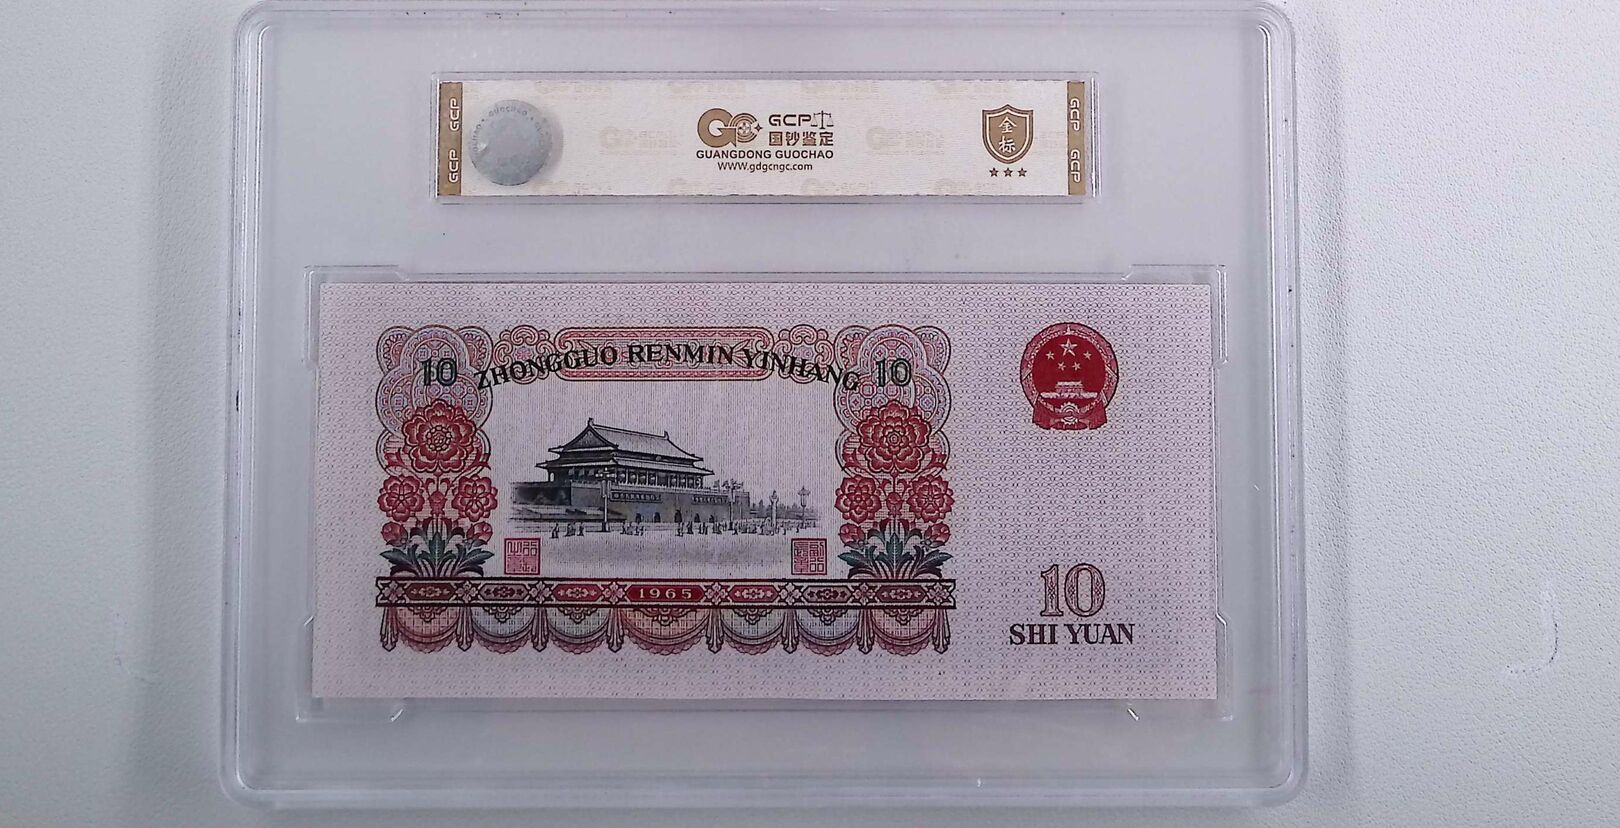 GCP GCP
GCP
国钞鉴定
GUANGDONG GUOCHAO
WWW.gdgcngc.com
金标
GCP GCP
10 ZHONGGUO RENMIN YINHANG 10
1965
10
SHI YUAN